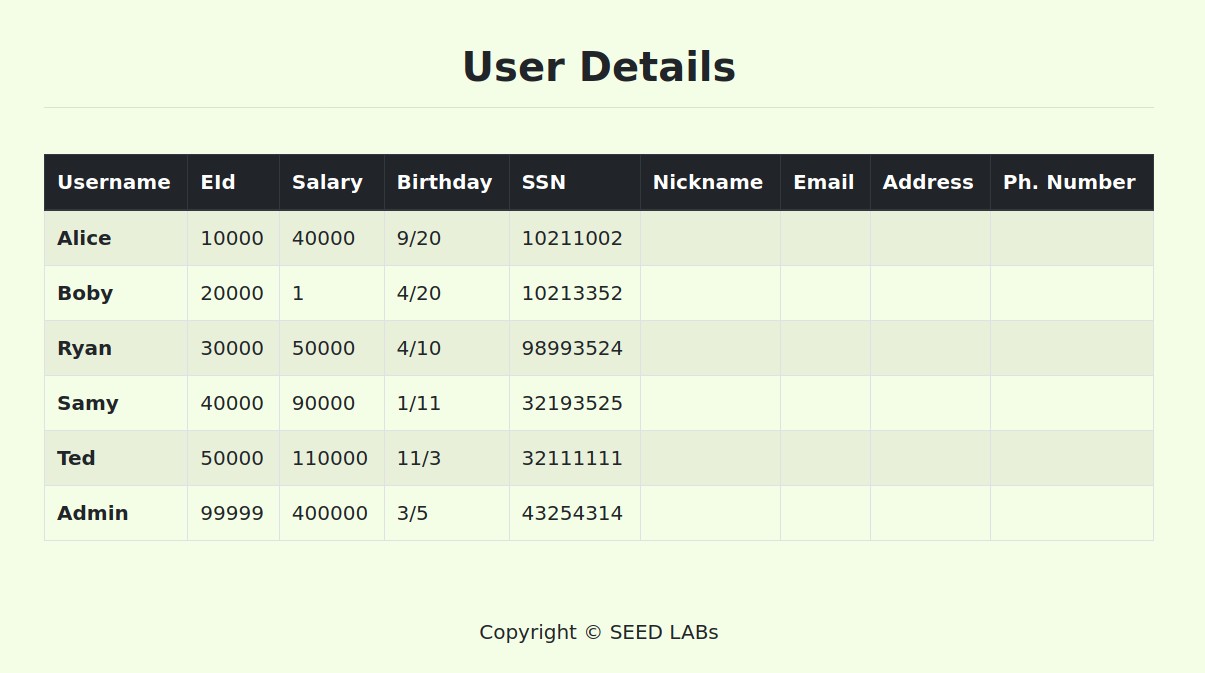 User Details
Username EId Salary Birthday SSN Nickname Email Address Ph. Number
Alice 10000 40000 9/20 10211002
Boby 20000 1 4/20 10213352
Ryan 30000 50000 4/10 98993524
Samy 40000 90000 1/11 32193525
Ted 50000 110000 11/3 32111111
Admin 99999 400000 3/5 43254314
Copyright © SEED LABs